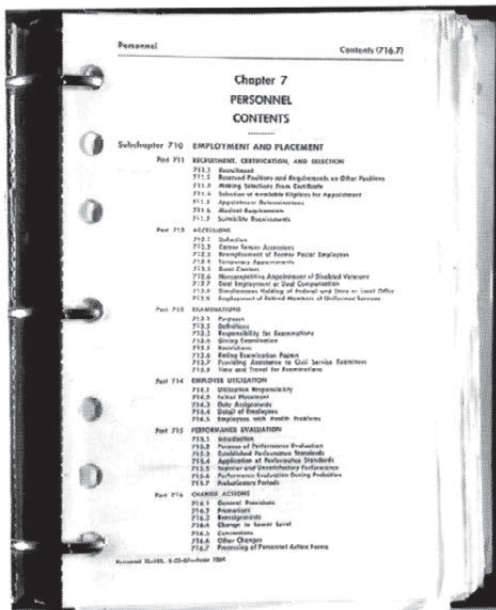 Personnel
Contents (716.7)
Chapter 7
PERSONNEL
CONTENTS
Subchapter 710 EMPLOYMENT AND PLACEMENT
Part 711 RECRUITMENT, CERTIFICATION, AND SELECTION
711.1 Recruitment
711.2 Reserved Positions and Requirements on Other Positions
711.3 Making Selections From Certificate
711.4 Selection of Available Eligibles for Appointment
711.5 Appointment Determinations
711.6 Medical Requirements
711.7 Suitability Requirements
Part 712 ACCESSIONS
712.1 Definition
712.2 Career Accessions
712.3 Reemployment of Former Postal Employees
712.4 Temporary Appointments
712.5 Carriers
712.6 Noncompetitive Appointment of Disabled Veterans
712.7 Dual Employment or Dual Compensation
712.8 Simultaneous Holding of Federal and State or Local Office
712.9 Employment of Retired Members of Uniformed Services
Part 713 EXAMINATIONS
713.1 Purposes
713.2 Definitions
713.3 Responsibility for Examinations
713.4 Giving Examination
713.5 Restrictions
713.6 Rating Examination Papers
713.7 Providing Assistance to Civil Service Examiners
713.8 Time and Travel for Examinations
Part 714 EMPLOYEE UTILIZATION
714.1 Utilization Responsibility
714.2 Initial Placement
714.3 Duty Assignments
714.4 Detail of Employees
714.5 Employees with Health Problems
Part 715 PERFORMANCE EVALUATION
715.1 Introduction
715.2 Purpose of Performance Evaluation
715.3 Established Performance Standards
715.4 Application of Performance Standards
715.5 Superior and Unsatisfactory Performance
715.6 Performance Evaluation During Probation
715.7 Probationary Periods
Part 716 CHANGE ACTIONS
716.1 General Provisions
716.2 Promotions
716.3 Reassignments
716.4 Change to Lower Level
716.5 Conversions
716.6 Other Changes
716.7 Processing of Personnel Action Forms
Personnel